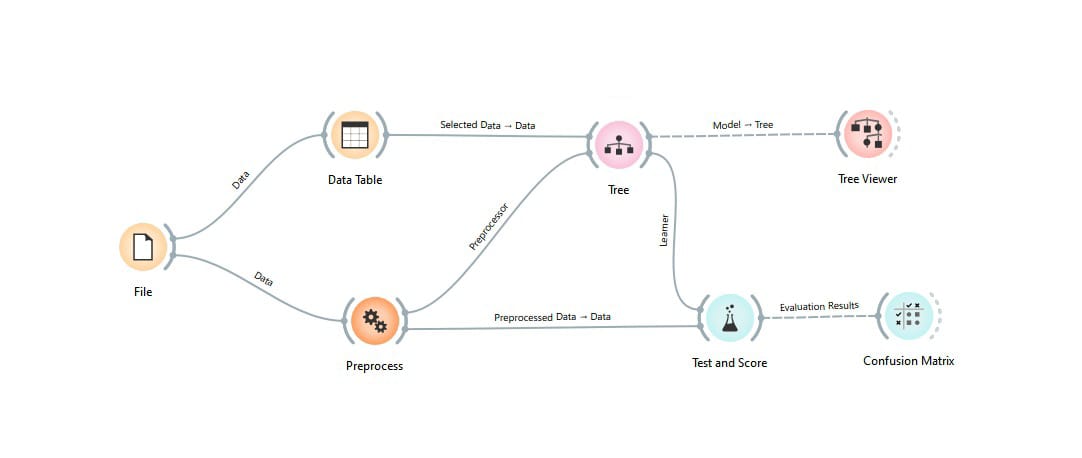 Selected Data → Data
Model → Tree
Data
Data Table
Tree
Tree Viewer
Preprocessor
Learner
File
Data
Preprocessed Data → Data
Evaluation Results
Preprocess
Test and Score
Confusion Matrix